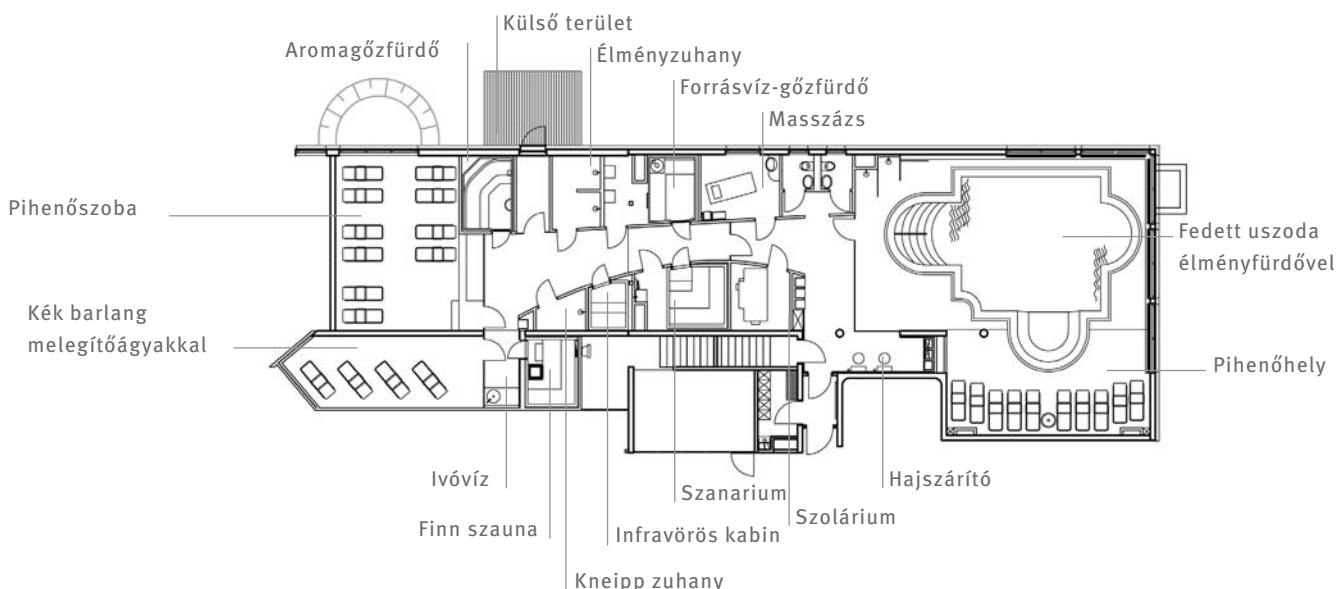 Külső terület
Aromagőzfürdő
Élményzuhany
Forrásvíz-gőzfürdő
Masszázs
Pihenőszoba
Fedett uszoda
élményfürdővel
Kék barlang
melegítőágyakkal
Pihenőhely
Ivóvíz
Szanarium
Hajszárító
Szolárium
Finn szauna
Infravörös kabin
Kneipp zuhany